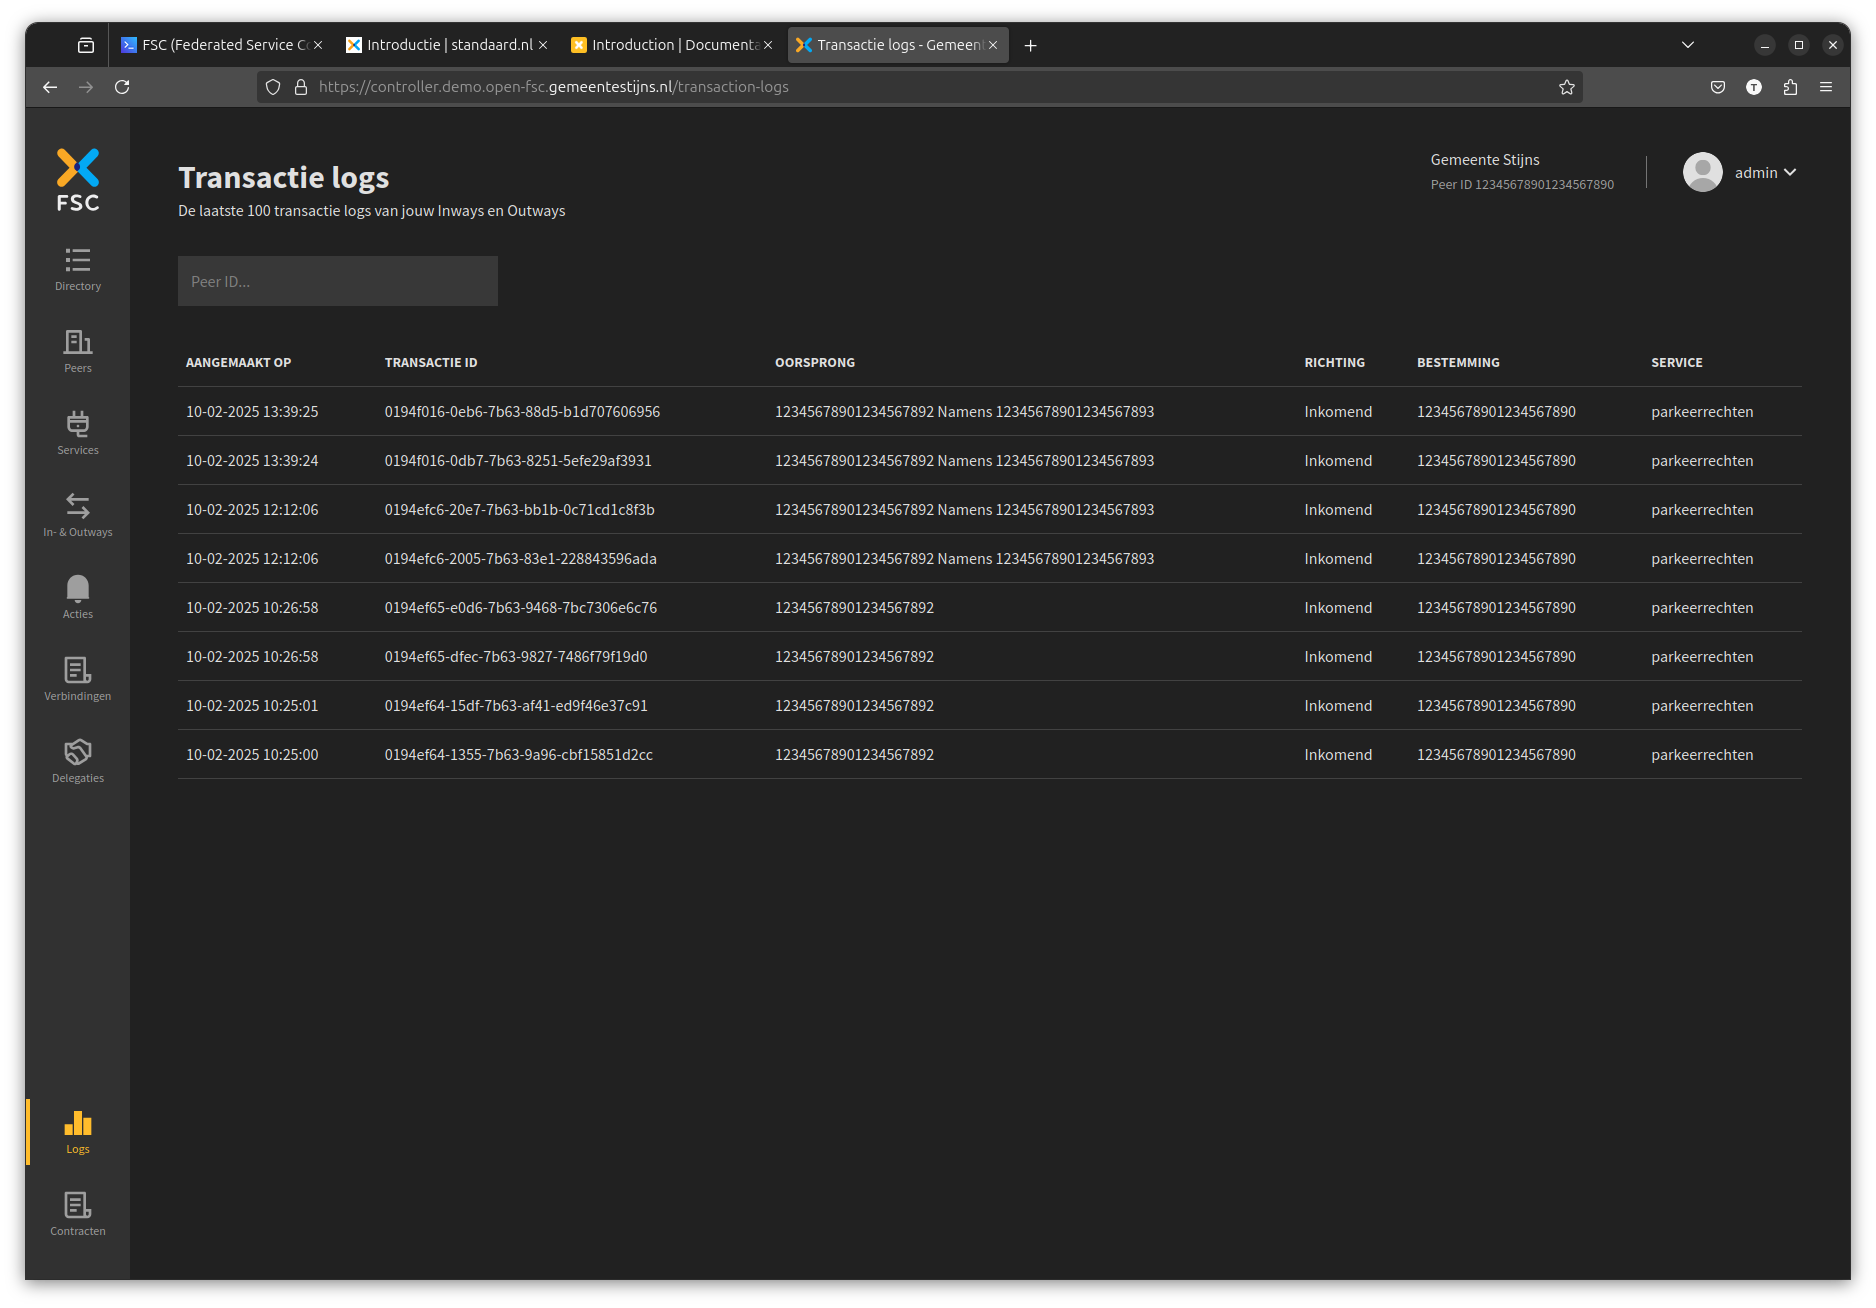 FSC (Federated Service C
Introductie | standaard.nl
Introduction | Documenta
Transactie logs - Gemeent
https://controller.demo.open-fsc.gemeentestijns.nl/transaction-logs
T
FSC
Directory
Peers
Services
In- & Outways
Acties
Verbindingen
Delegaties
Logs
Contracten
Transactie logs
De laatste 100 transactie logs van jouw Inways en Outways
Gemeente Stijns
Peer ID 12345678901234567890
admin
Peer ID...
AANGEMAAKT OP TRANSACTIE ID OORSPRONG RICHTING BESTEMMING SERVICE
10-02-2025 13:39:25 0194f016-0eb6-7b63-88d5-b1d707606956 12345678901234567892 Namens 12345678901234567893 Inkomend 12345678901234567890 parkeerrechten
10-02-2025 13:39:24 0194f016-0db7-7b63-8251-5efe29af3931 12345678901234567892 Namens 12345678901234567893 Inkomend 12345678901234567890 parkeerrechten
10-02-2025 12:12:06 0194efc6-20e7-7b63-bb1b-0c71cd1c8f3b 12345678901234567892 Namens 12345678901234567893 Inkomend 12345678901234567890 parkeerrechten
10-02-2025 12:12:06 0194efc6-2005-7b63-83e1-228843596ada 12345678901234567892 Namens 12345678901234567893 Inkomend 12345678901234567890 parkeerrechten
10-02-2025 10:26:58 0194ef65-e0d6-7b63-9468-7bc7306e6c76 12345678901234567892 Inkomend 12345678901234567890 parkeerrechten
10-02-2025 10:26:58 0194ef65-dfec-7b63-9827-7486f79f19d0 12345678901234567892 Inkomend 12345678901234567890 parkeerrechten
10-02-2025 10:25:01 0194ef64-15df-7b63-af41-ed9f46e37c91 12345678901234567892 Inkomend 12345678901234567890 parkeerrechten
10-02-2025 10:25:00 0194ef64-1355-7b63-9a96-cbf15851d2cc 12345678901234567892 Inkomend 12345678901234567890 parkeerrechten